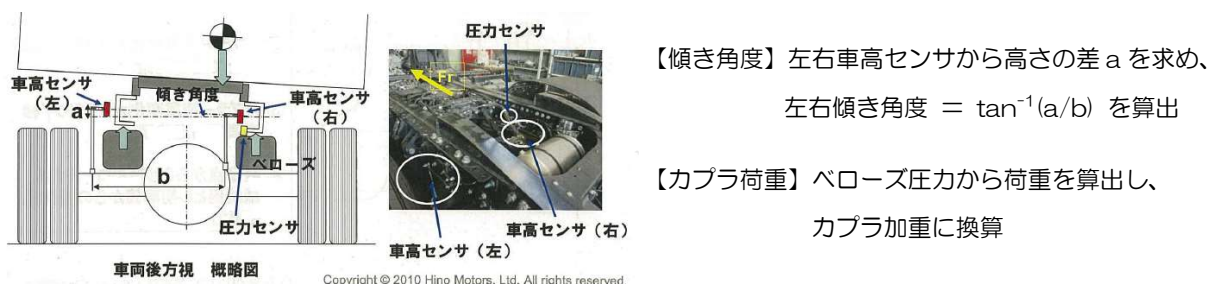 圧力センサ
車高センサ
(左)
a
傾き角度
車高センサ
(右)
Fr
ベローズ
b
圧力センサ
車高センサ(右)
車高センサ(左)
車両後方視 概略図
Copyright © 2010 Hino Motors, Ltd. All rights reserved.
【傾き角度】左右車高センサから高さの差aを求め、
左右傾き角度 = tan⁻¹(a/b) を算出
【カプラ荷重】ベローズ圧力から荷重を算出し、
カプラ加重に換算